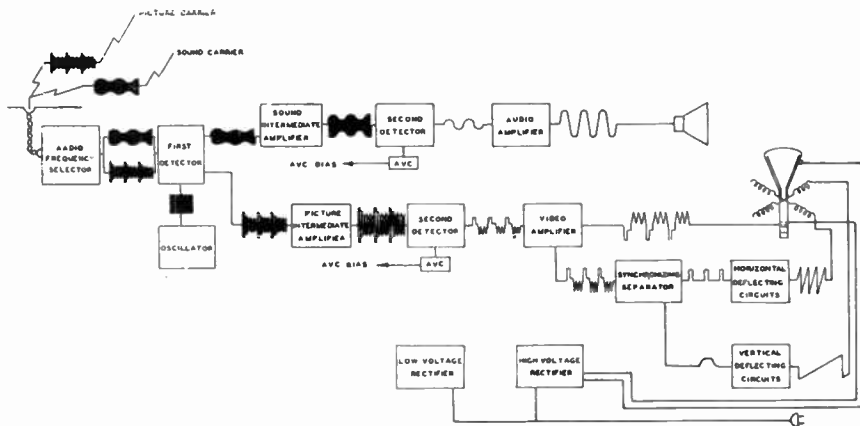 PICTURE CARRIER
SOUND CARRIER
RADIO
FREQUENCY-
SELECTOR
FIRST
DETECTOR
OSCILLATOR
SOUND
INTERMEDIATE
AMPLIFIER
SECOND
DETECTOR
AUDIO
AMPLIFIER
AVC BIAS
AVC
PICTURE
INTERMEDIATE
AMPLIFIER
SECOND
DETECTOR
VIDEO
AMPLIFIER
AVC BIAS
AVC
SYNCHRONIZING
SEPARATOR
HORIZONTAL
DEFLECTING
CIRCUITS
LOW VOLTAGE
RECTIFIER
HIGH VOLTAGE
RECTIFIER
VERTICAL
DEFLECTING
CIRCUITS